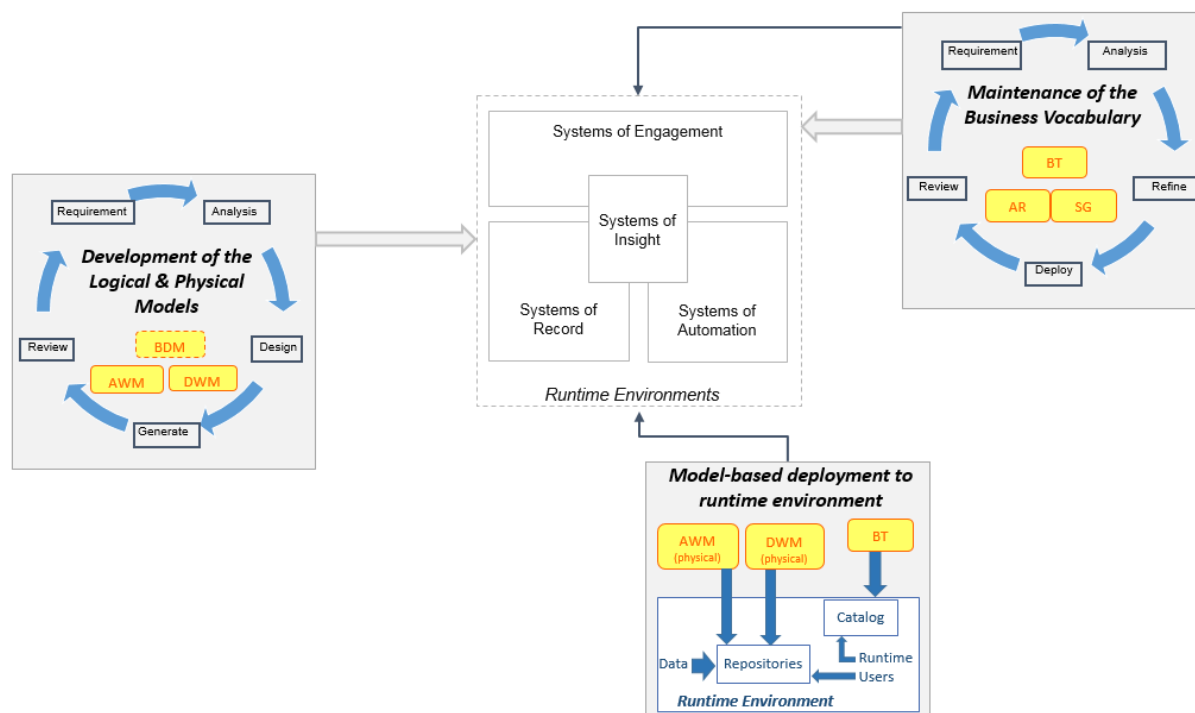 Requirement
Analysis
Maintenance of the
Business Vocabulary
BT
AR
SG
Review
Refine
Deploy
Systems of Engagement
Systems of
Insight
Systems of
Record
Systems of
Automation
Runtime Environments
Requirement
Analysis
Development of the
Logical & Physical
Models
Review
BDM
Design
AWM
DWM
Generate
Model-based deployment to
runtime environment
AWM
(physical)
DWM
(physical)
BT
Catalog
Data
Repositories
Runtime
Users
Runtime Environment